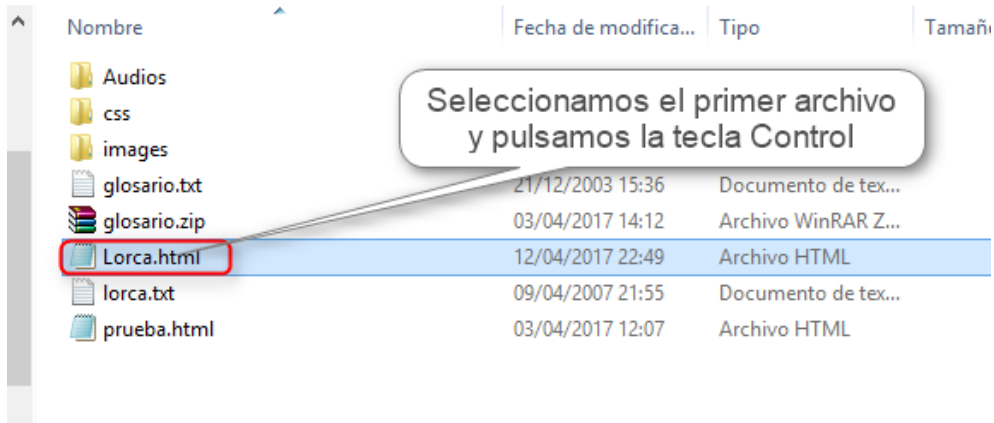 Nombre Fecha de modifica... Tipo Tamañ
Audios
css
Seleccionamos el primer archivo
y pulsamos la tecla Control
images
glosario.txt 21/12/2003 15:36 Documento de tex...
glosario.zip 03/04/2017 14:12 Archivo WinRAR Z...
Lorca.html 12/04/2017 22:49 Archivo HTML
lorca.txt 09/04/2007 21:55 Documento de tex...
prueba.html 03/04/2017 12:07 Archivo HTML